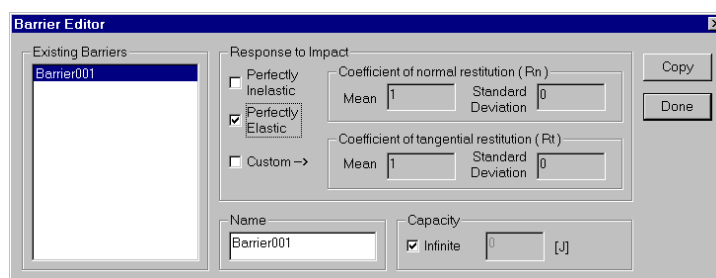 Barrier Editor
Existing Barriers
Barrier001
Response to Impact
Perfectly
Inelastic
Perfectly
Elastic
Custom -->
Coefficient of normal restitution ( Rn )
Mean 1 Standard Deviation 0
Coefficient of tangential restitution ( Rt )
Mean 1 Standard Deviation 0
Name
Barrier001
Capacity
Infinite 0 [J]
Copy
Done